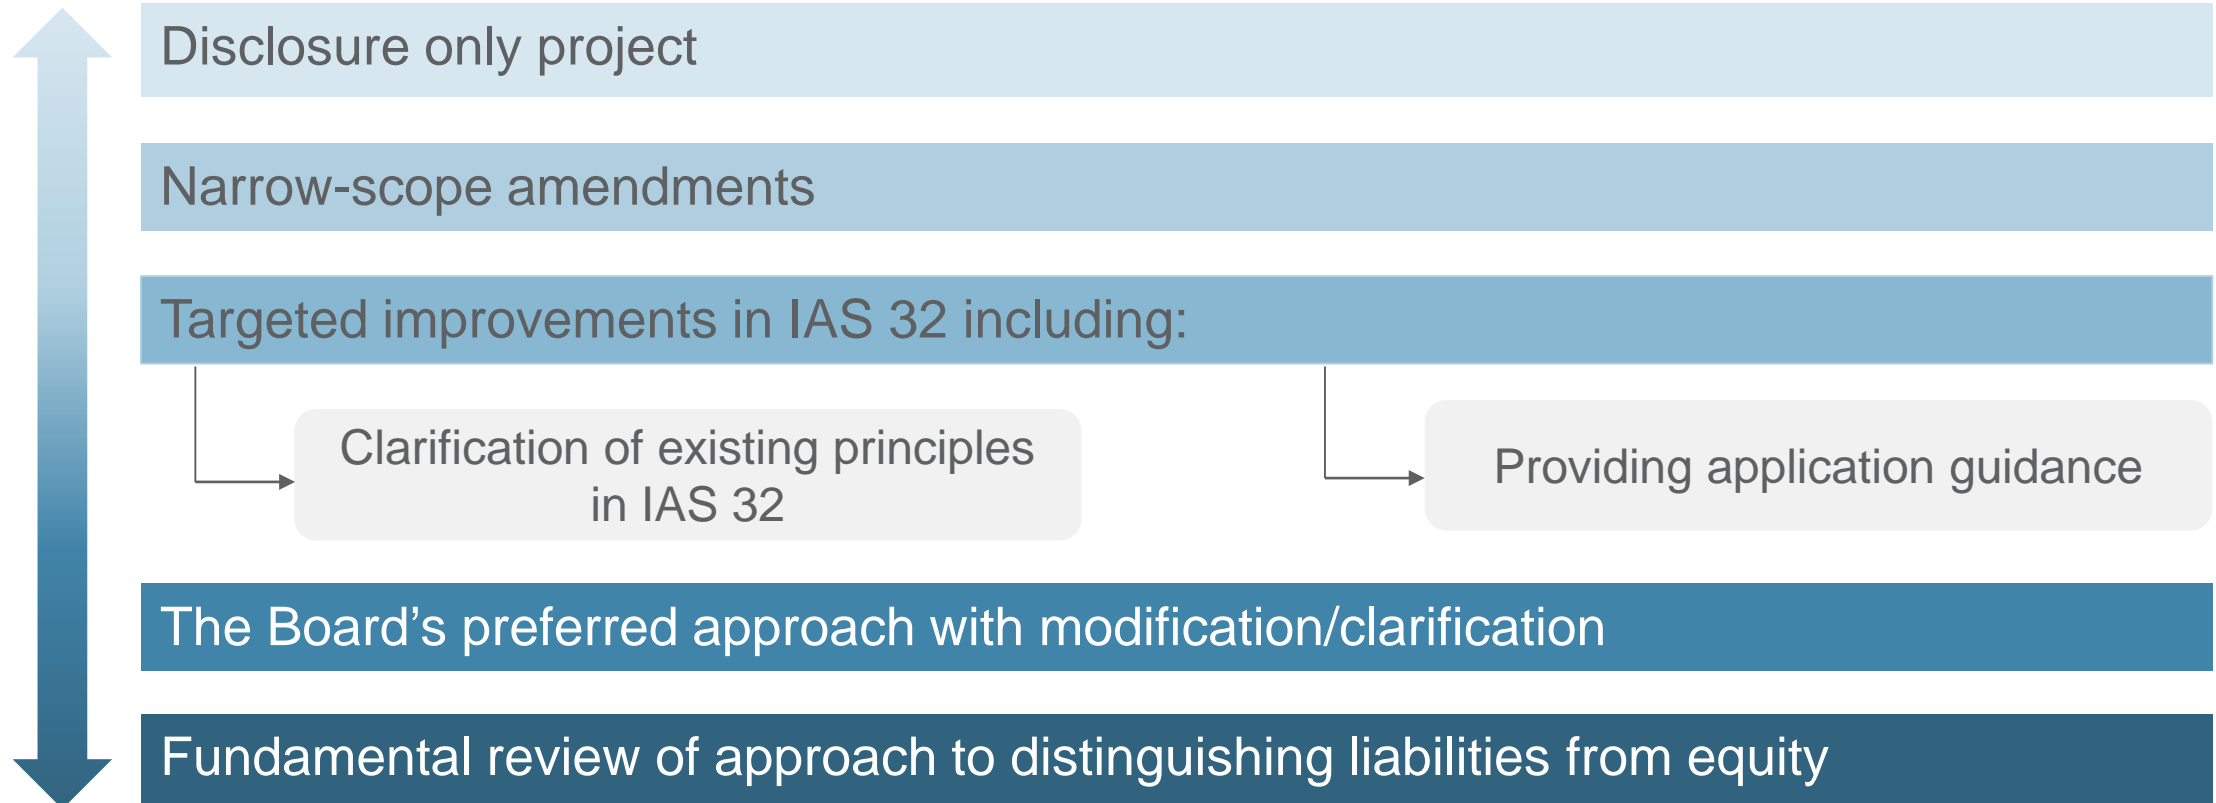 Disclosure only project
Narrow-scope amendments
Targeted improvements in IAS 32 including:
Clarification of existing principles
in IAS 32
Providing application guidance
The Board’s preferred approach with modification/clarification
Fundamental review of approach to distinguishing liabilities from equity